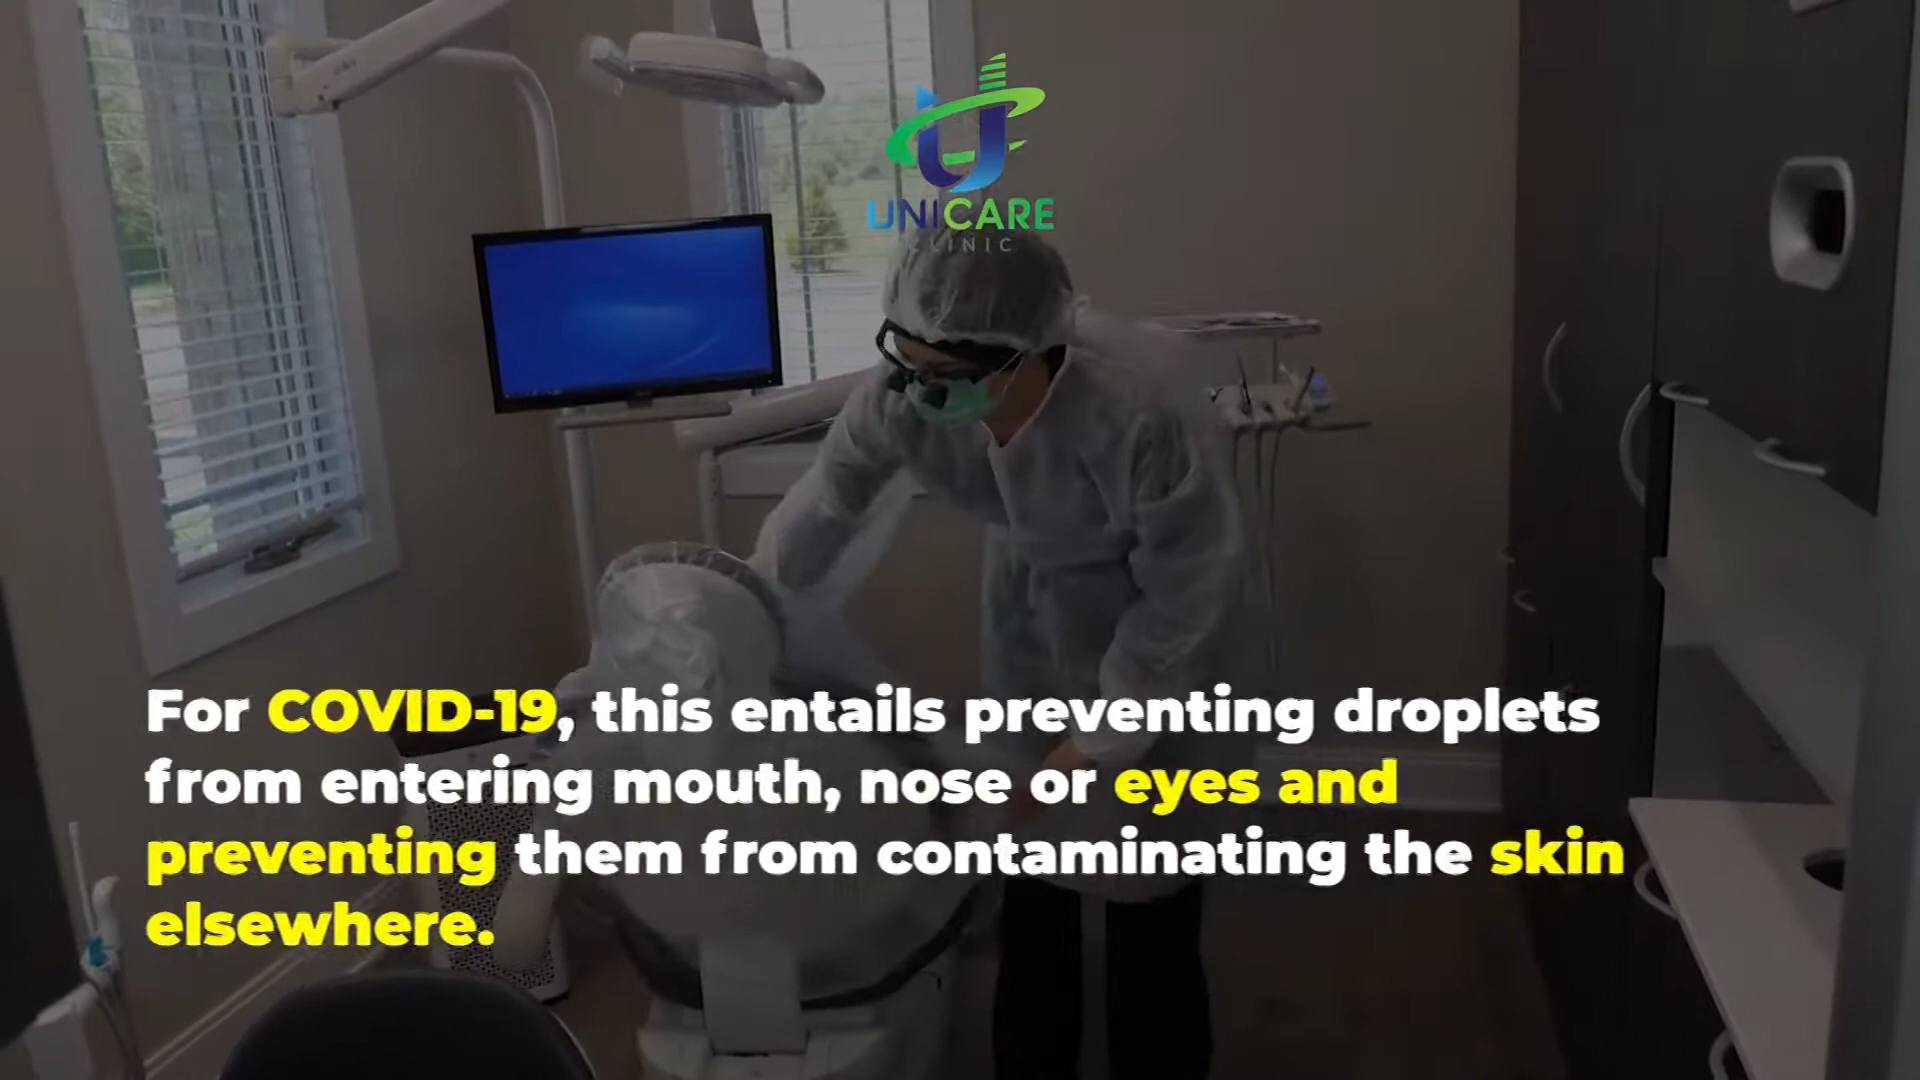 UNICARE
CLINIC
For COVID-19, this entails preventing droplets
from entering mouth, nose or eyes and
preventing them from contaminating the skin
elsewhere.